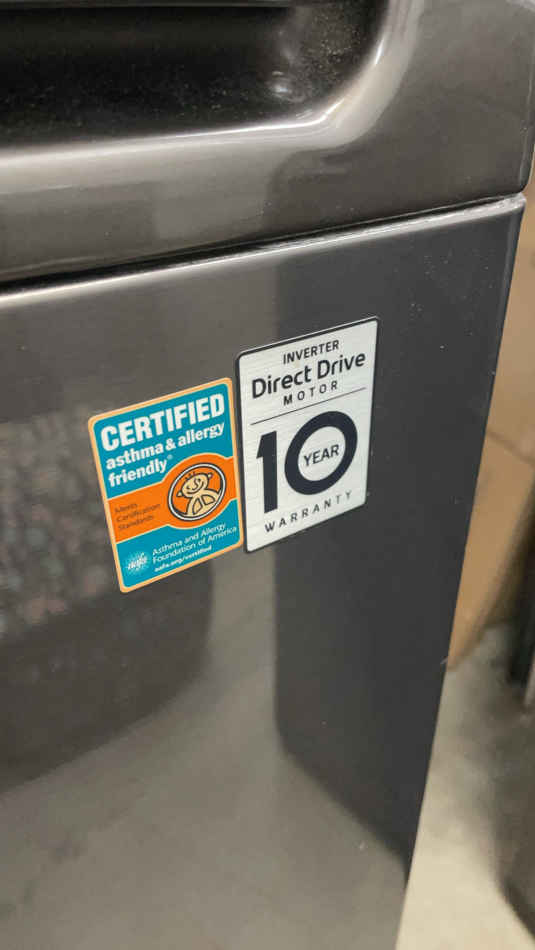 CERTIFIED
asthma & allergy
friendly®
Meets
Certification
Standards
aafa
Asthma and Allergy
Foundation of America
aafa.org/certified
INVERTER
Direct Drive
MOTOR
10 YEAR
WARRANTY